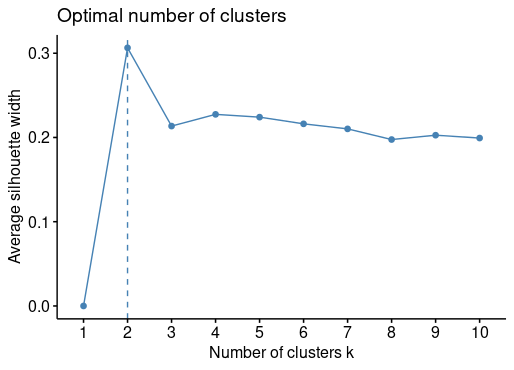 Optimal number of clusters
Average silhouette width
0.3
0.2
0.1
0.0
1 2 3 4 5 6 7 8 9 10
Number of clusters k